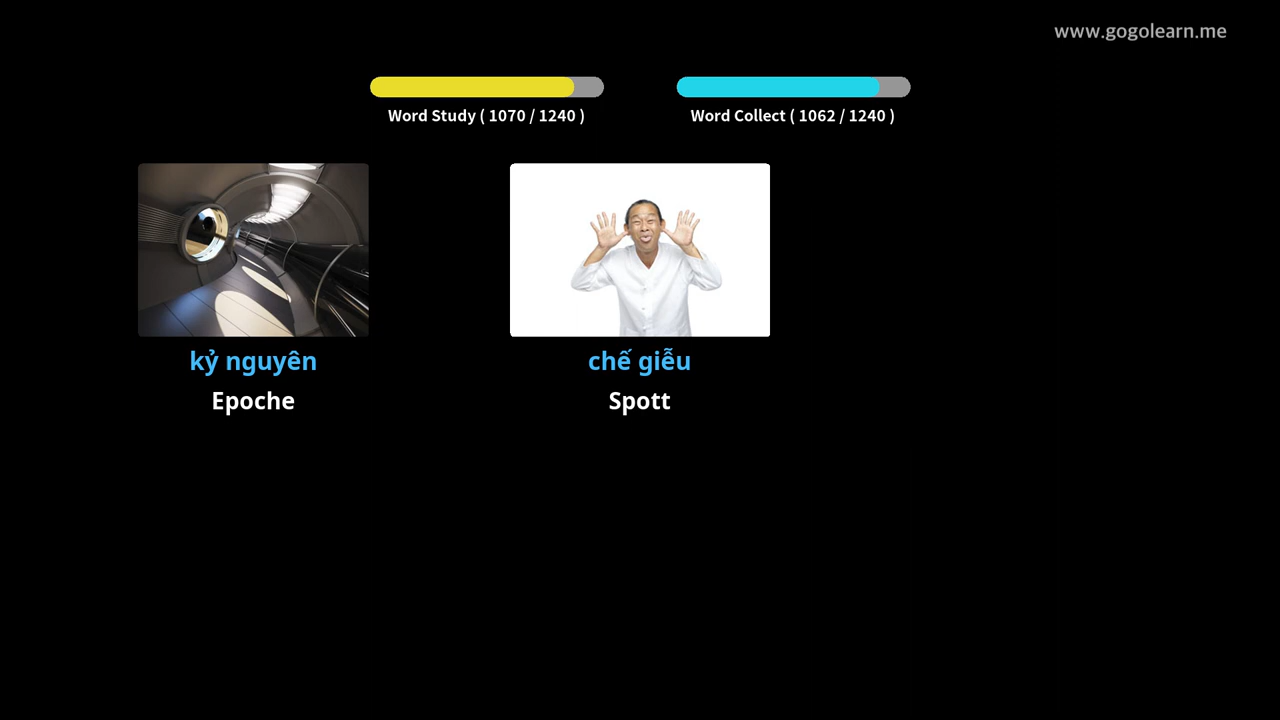 www.gogolearn.me
Word Study ( 1070 / 1240 )
Word Collect ( 1062 / 1240 )
kỷ nguyên
Epoche
chế giễu
Spott